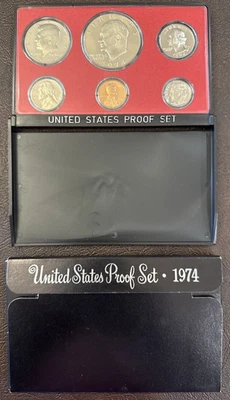 UNITED STATES PROOF SET
United States Proof Set • 1974